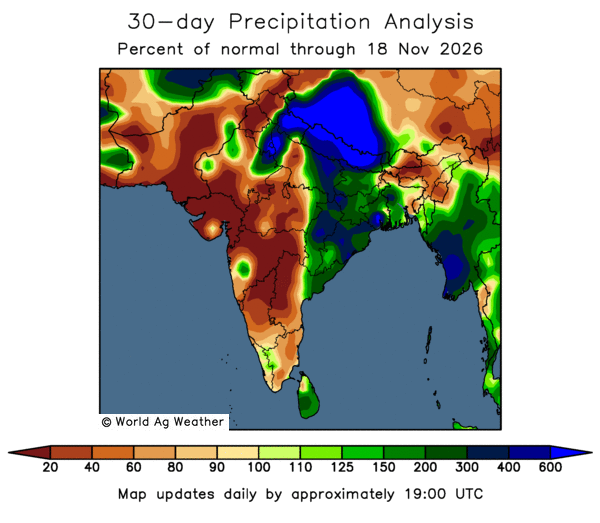 30-day Precipitation Analysis
Percent of normal through 18 Nov 2026
© World Ag Weather
20 40 60 80 90 100 110 125 150 200 300 400 600
Map updates daily by approximately 19:00 UTC